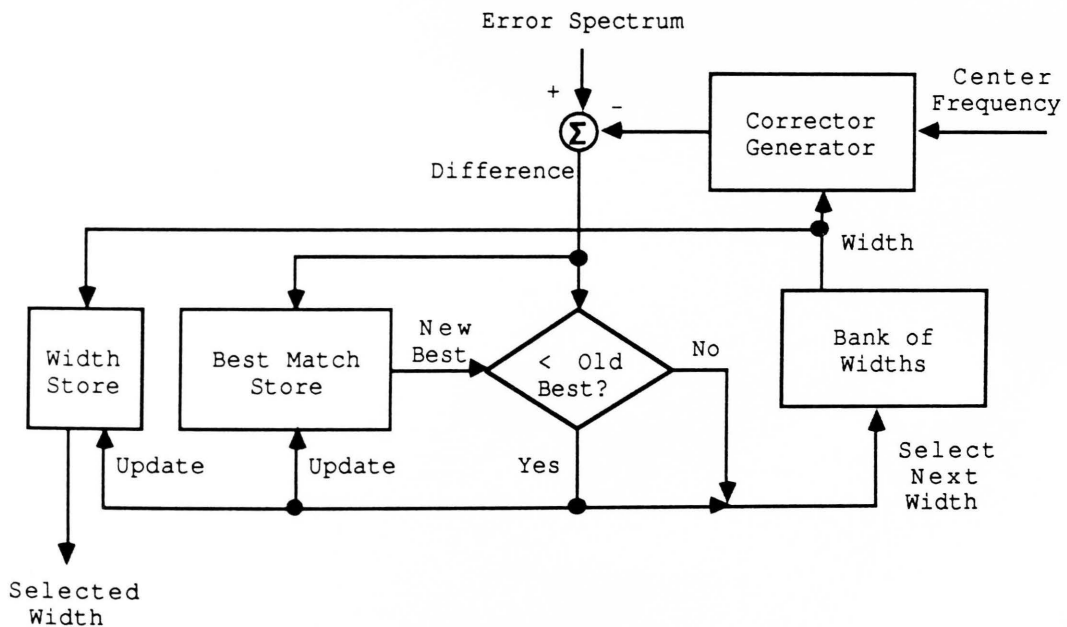 Error Spectrum
+
-
Center
Frequency
Σ
Corrector
Generator
Difference
Width
Width
Store
Best Match
Store
New
Best
< Old
Best?
No
Bank of
Widths
Update
Update
Yes
Select
Next
Width
Selected
Width